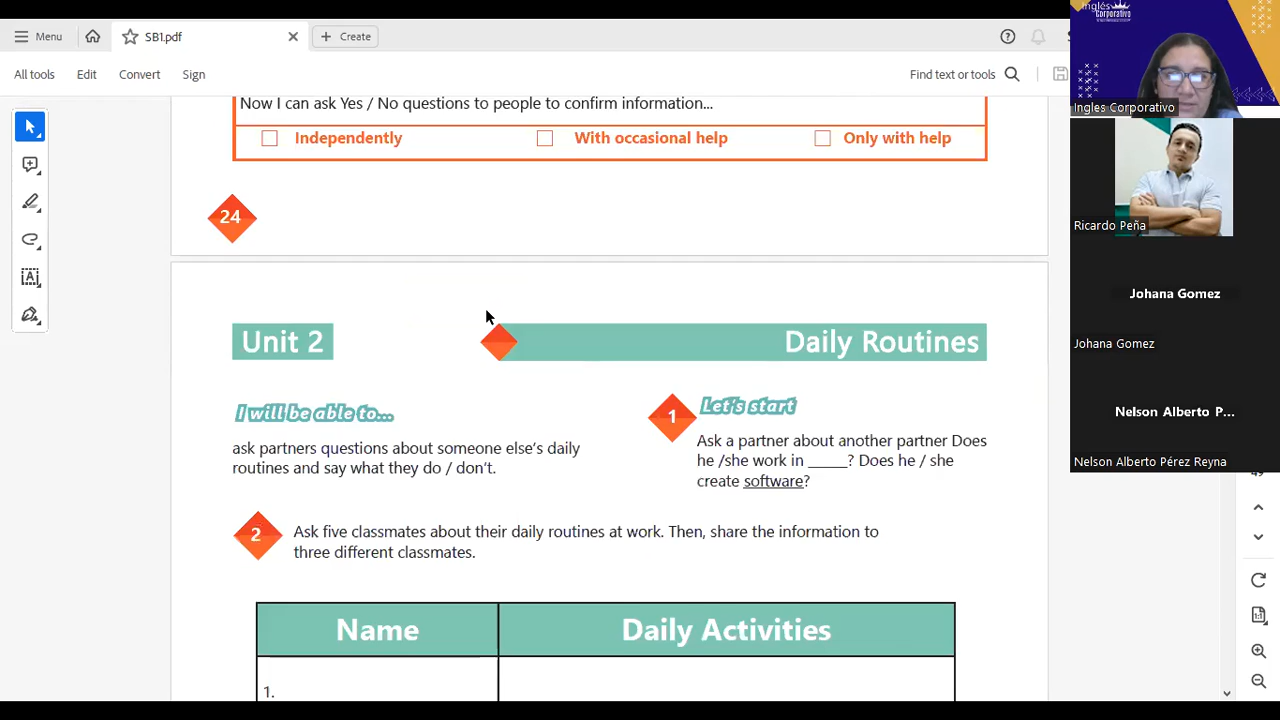 Menu
SB1.pdf
Create
All tools
Edit
Convert
Sign
Find text or tools
Now I can ask Yes / No questions to people to confirm information...
Independently
With occasional help
Only with help
24
Unit 2
Daily Routines
I will be able to...
ask partners questions about someone else's daily
routines and say what they do / don't.
1
Let's start
Ask a partner about another partner Does
he /she work in _____? Does he / she
create software?
2
Ask five classmates about their daily routines at work. Then, share the information to
three different classmates.
Name
Daily Activities
1.
Inglés
Corporativo
Ingles Corporativo
Ricardo Peña
Johana Gomez
Johana Gomez
Nelson Alberto P...
Nelson Alberto Pérez Reyna